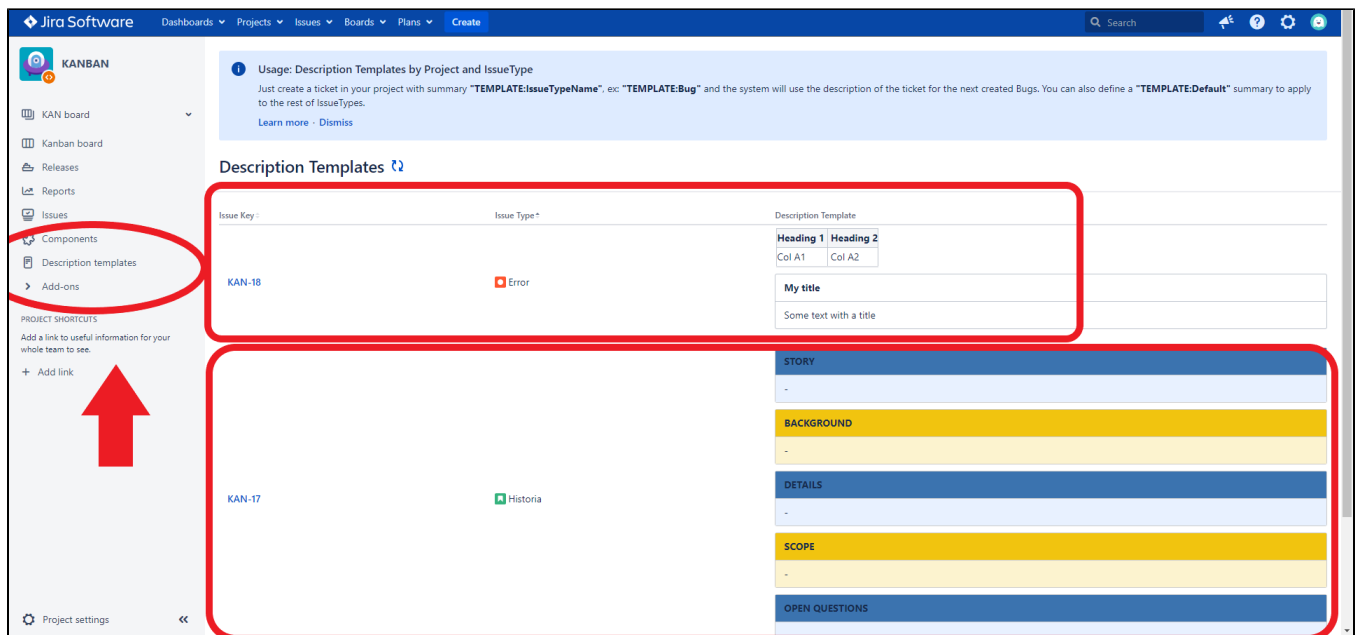 Jira Software Dashboards Projects Issues Boards Plans Create Search
KANBAN
KAN board
Kanban board
Releases
Reports
Issues
Components
Description templates
Add-ons
PROJECT SHORTCUTS
Add a link to useful information for your
whole team to see.
+ Add link
Project settings
Usage: Description Templates by Project and IssueType
Just create a ticket in your project with summary "TEMPLATE:IssueTypeName", ex: "TEMPLATE:Bug" and the system will use the description of the ticket for the next created Bugs. You can also define a "TEMPLATE:Default" summary to apply
to the rest of IssueTypes.
Learn more · Dismiss
Description Templates
Issue Key Issue Type Description Template
KAN-18 Error
Heading 1 Heading 2
Col A1 Col A2
My title
Some text with a title
KAN-17 Historia
STORY
-
BACKGROUND
-
DETAILS
-
SCOPE
-
OPEN QUESTIONS